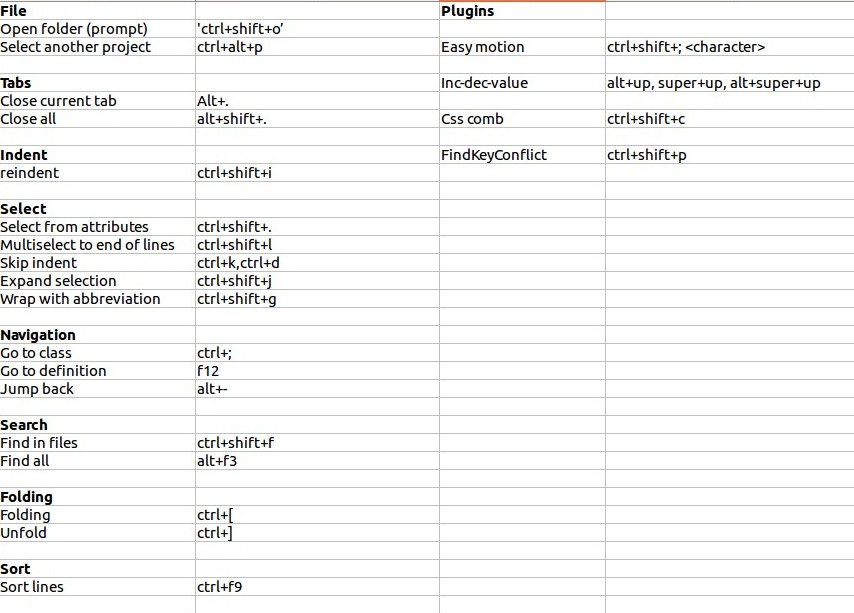 File Plugins
Open folder (prompt) 'ctrl+shift+o’
Select another project ctrl+alt+p Easy motion ctrl+shift+; <character>
Tabs Inc-dec-value alt+up, super+up, alt+super+up
Close current tab Alt+.
Close all alt+shift+. Css comb ctrl+shift+c
Indent FindKeyConflict ctrl+shift+p
reindent ctrl+shift+i
Select
Select from attributes ctrl+shift+.
Multiselect to end of lines ctrl+shift+l
Skip indent ctrl+k,ctrl+d
Expand selection ctrl+shift+j
Wrap with abbreviation ctrl+shift+g
Navigation
Go to class ctrl+;
Go to definition f12
Jump back alt+-
Search
Find in files ctrl+shift+f
Find all alt+f3
Folding
Folding ctrl+[
Unfold ctrl+]
Sort
Sort lines ctrl+f9